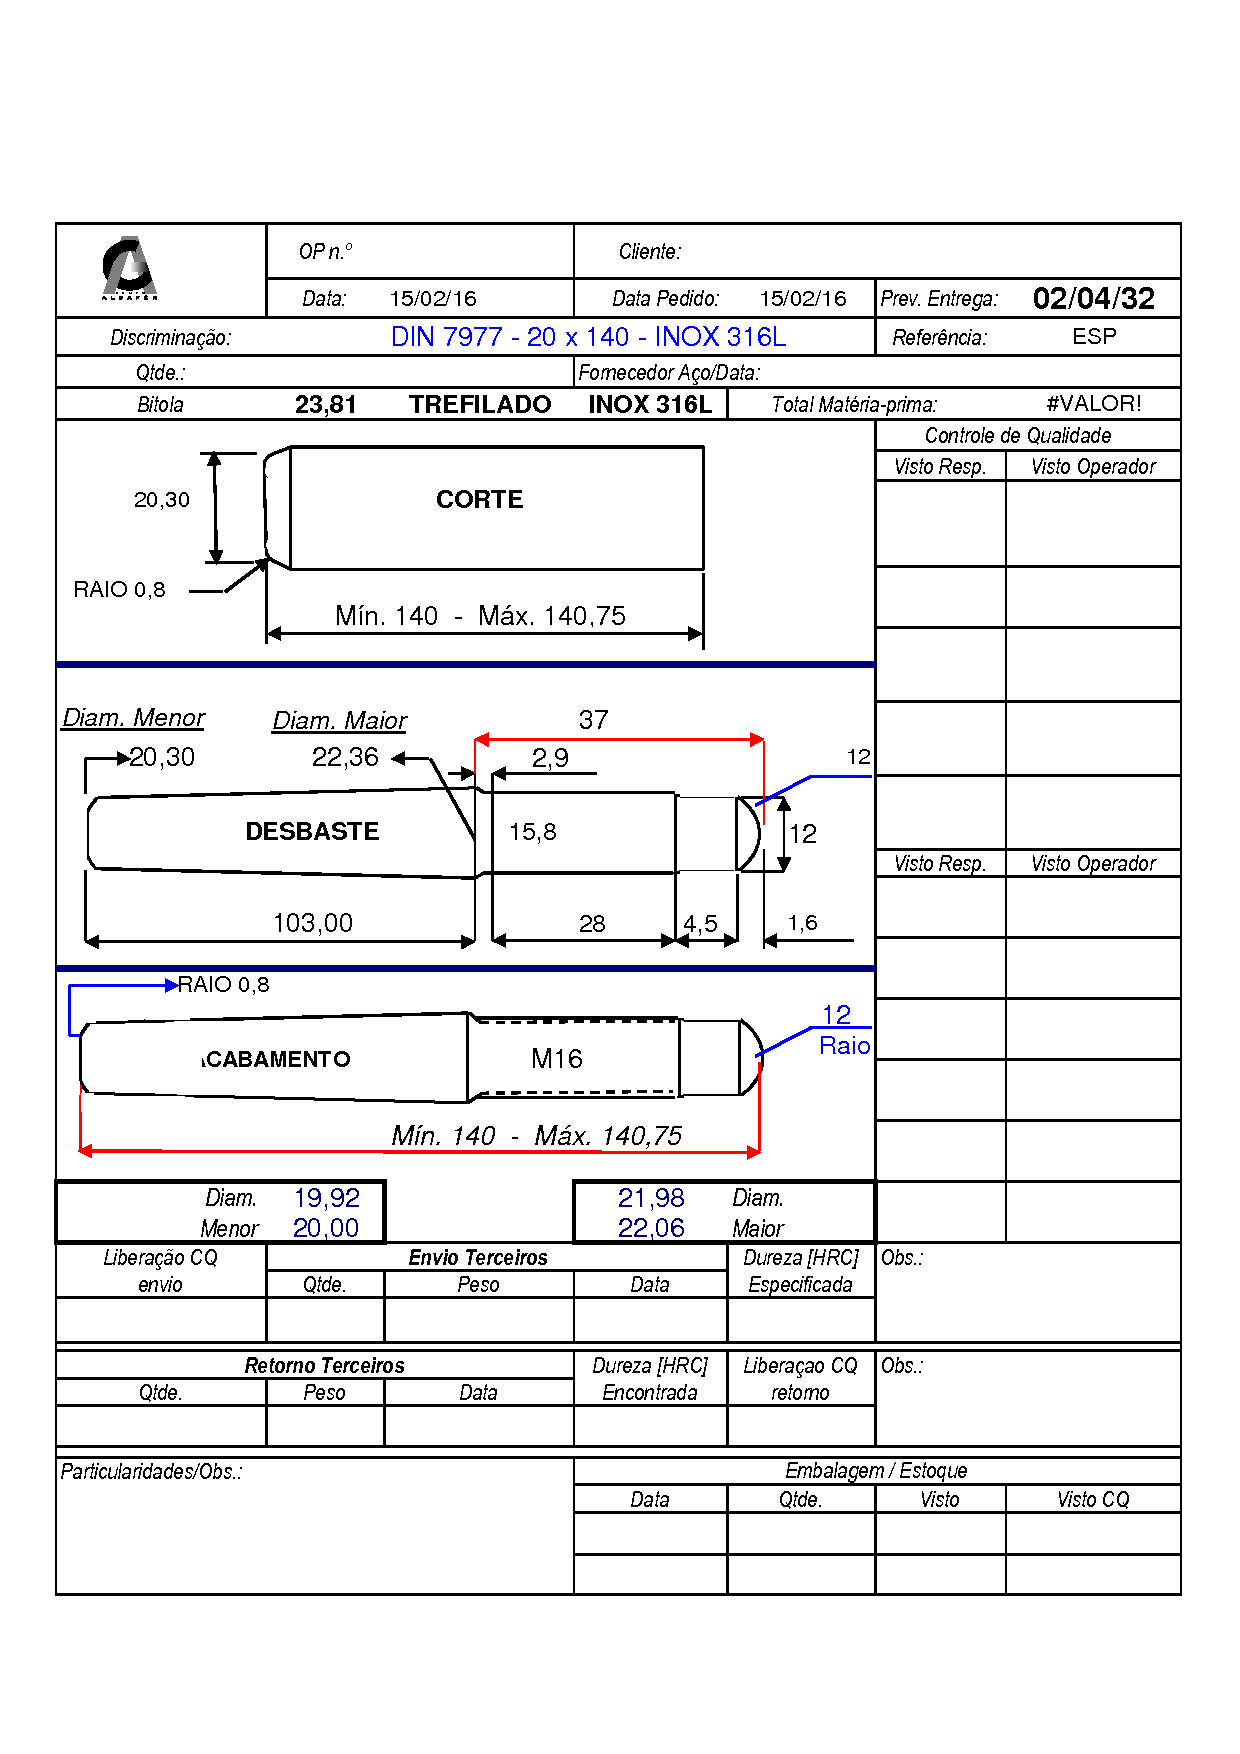 ALBAFER
OP n.º Cliente:
Data: 15/02/16 Data Pedido: 15/02/16 Prev. Entrega: 02/04/32
Discriminação: DIN 7977 - 20 x 140 - INOX 316L Referência: ESP
Qtde.: Fornecedor Aço/Data:
Bitola 23,81 TREFILADO INOX 316L Total Matéria-prima: #VALOR!
Controle de Qualidade
Visto Resp. Visto Operador
20,30 CORTE
RAIO 0,8
Mín. 140 - Máx. 140,75
Diam. Menor Diam. Maior 37
20,30 22,36 2,9 12
DESBASTE 15,8 12
Visto Resp. Visto Operador
103,00 28 4,5 1,6
RAIO 0,8
12
Raio
ACABAMENTO M16
Mín. 140 - Máx. 140,75
Diam. 19,92 21,98 Diam.
Menor 20,00 22,06 Maior
Liberação CQ Envio Terceiros Dureza [HRC] Obs.:
envio Qtde. Peso Data Especificada
Retorno Terceiros Dureza [HRC] Liberaçao CQ Obs.:
Qtde. Peso Data Encontrada retorno
Particularidades/Obs.: Embalagem / Estoque
Data Qtde. Visto Visto CQ